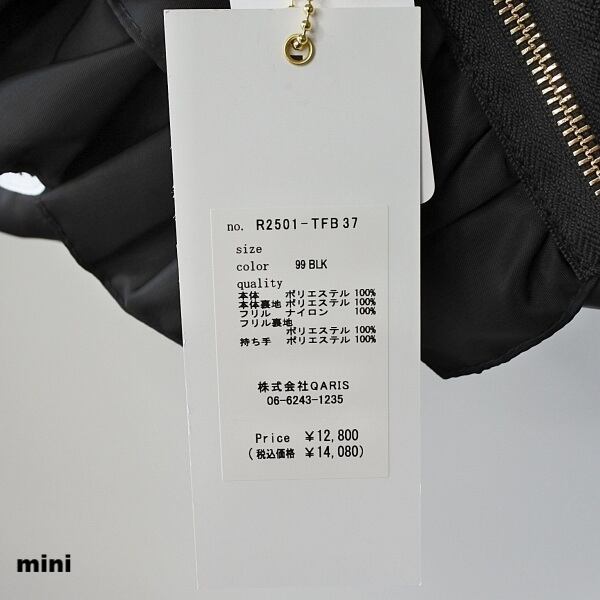 no. R2501-TFB37
size
color 99 BLK
quality
本体 ポリエステル 100%
本体裏地 ポリエステル 100%
フリル ナイロン 100%
フリル裏地
ポリエステル 100%
持ち手 ポリエステル 100%
株式会社QARIS
06-6243-1235
Price ¥12,800
(税込価格 ¥14,080)
mini